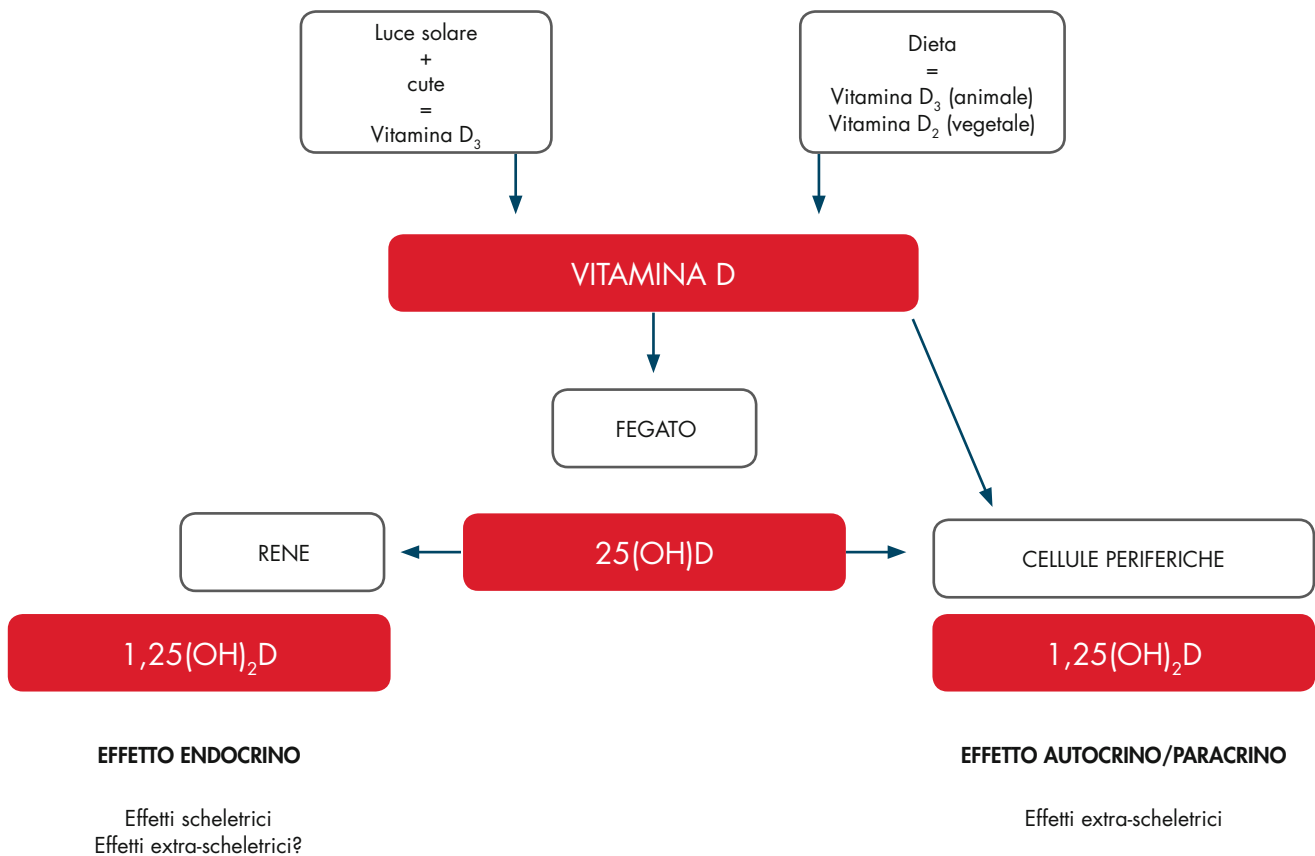 Luce solare
+
cute
=
Vitamina D₃
Dieta
=
Vitamina D₃ (animale)
Vitamina D₂ (vegetale)
VITAMINA D
FEGATO
RENE
25(OH)D
CELLULE PERIFERICHE
1,25(OH)₂D
1,25(OH)₂D
EFFETTO ENDOCRINO
Effetti scheletrici
Effetti extra-scheletrici?
EFFETTO AUTOCRINO/PARACRINO
Effetti extra-scheletrici